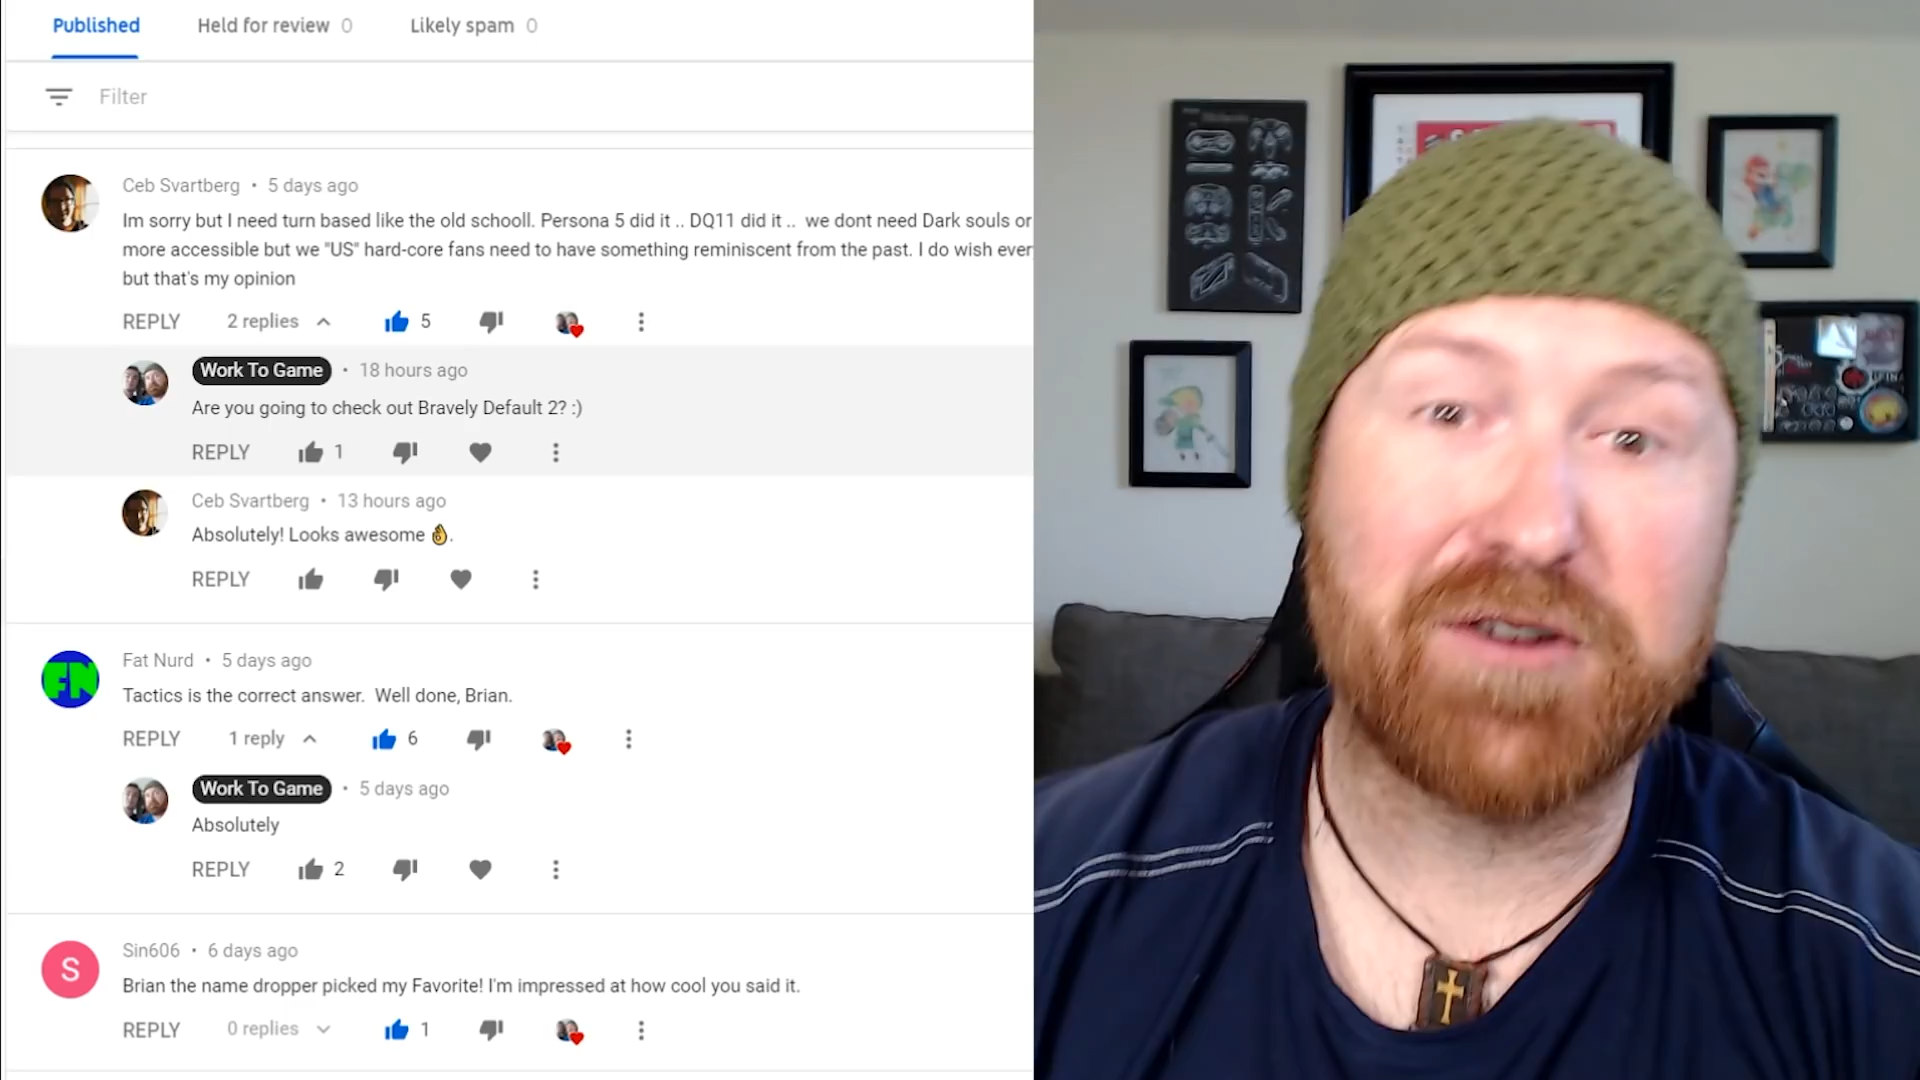 Published Held for review 0 Likely spam 0
Filter
Ceb Svartberg • 5 days ago
Im sorry but I need turn based like the old schooll. Persona 5 did it .. DQ11 did it .. we dont need Dark souls or
more accessible but we "US" hard-core fans need to have something reminiscent from the past. I do wish ever
but that's my opinion
REPLY 2 replies 5
Work To Game • 18 hours ago
Are you going to check out Bravely Default 2? :)
REPLY 1
Ceb Svartberg • 13 hours ago
Absolutely! Looks awesome 👌.
REPLY
FN
Fat Nurd • 5 days ago
Tactics is the correct answer. Well done, Brian.
REPLY 1 reply 6
Work To Game • 5 days ago
Absolutely
REPLY 2
S
Sin606 • 6 days ago
Brian the name dropper picked my Favorite! I'm impressed at how cool you said it.
REPLY 0 replies 1